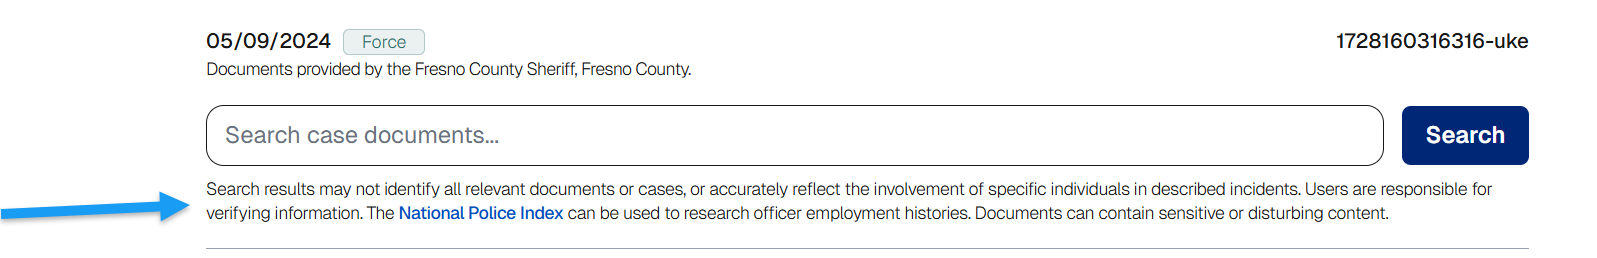 05/09/2024 Force 1728160316316-uke
Documents provided by the Fresno County Sheriff, Fresno County.
Search case documents... Search
Search results may not identify all relevant documents or cases, or accurately reflect the involvement of specific individuals in described incidents. Users are responsible for
verifying information. The National Police Index can be used to research officer employment histories. Documents can contain sensitive or disturbing content.